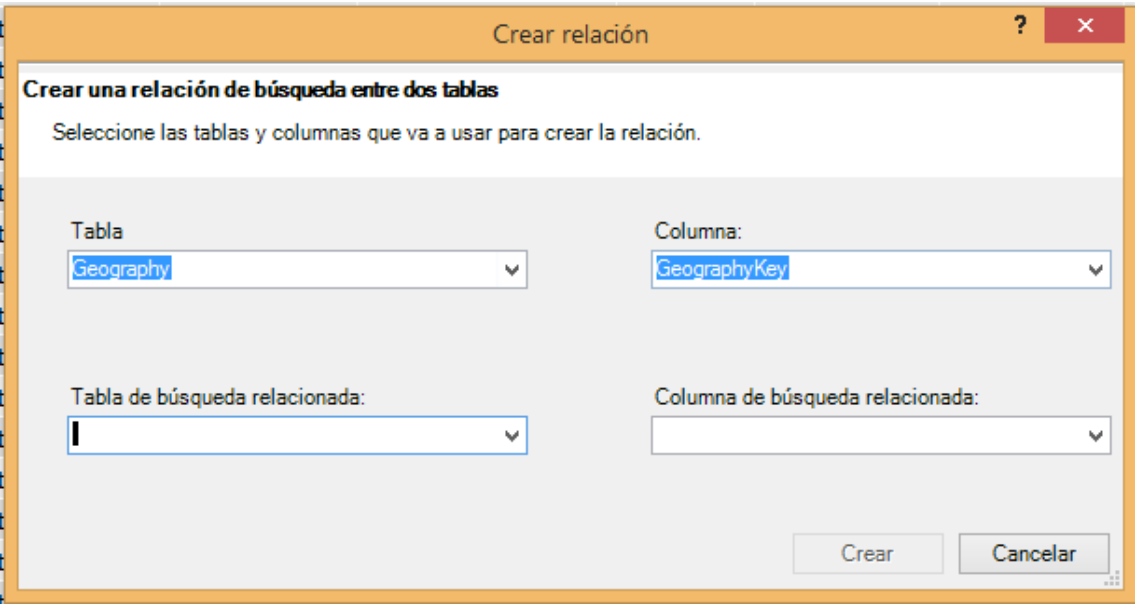 Crear relación
?
Crear una relación de búsqueda entre dos tablas
Seleccione las tablas y columnas que va a usar para crear la relación.
Tabla
Columna:
Geography
GeographyKey
Tabla de búsqueda relacionada:
Columna de búsqueda relacionada:
Crear
Cancelar